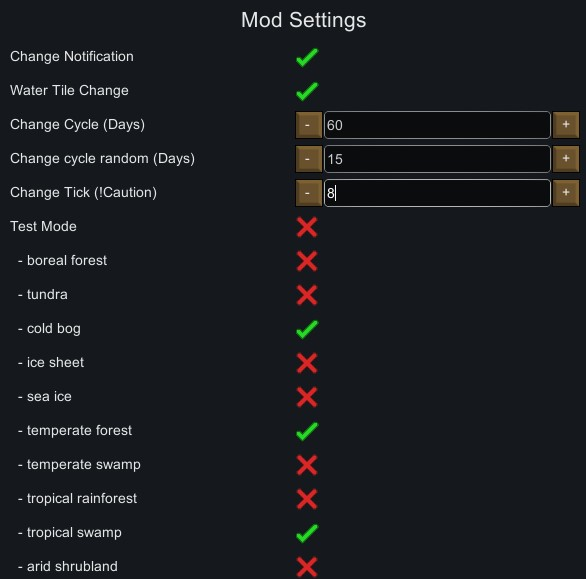 Mod Settings
Change Notification
Water Tile Change
Change Cycle (Days) - 60 +
Change cycle random (Days) - 15 +
Change Tick (!Caution) - 8 +
Test Mode
- boreal forest
- tundra
- cold bog
- ice sheet
- sea ice
- temperate forest
- temperate swamp
- tropical rainforest
- tropical swamp
- arid shrubland